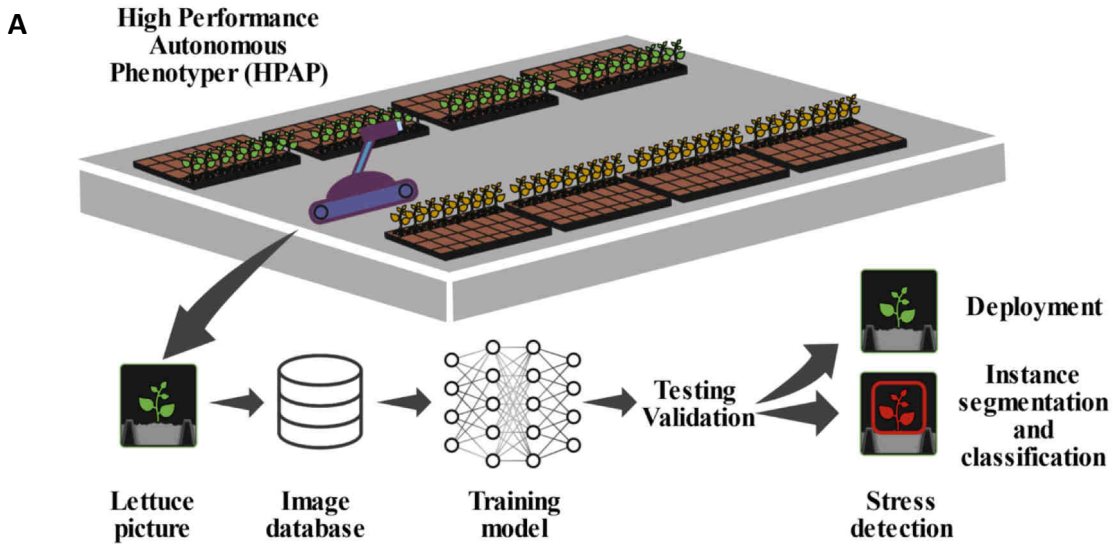 A
High Performance
Autonomous
Phenotyper (HPAP)
Deployment
Instance
segmentation
and
classification
Testing
Validation
Lettuce
picture
Image
database
Training
model
Stress
detection